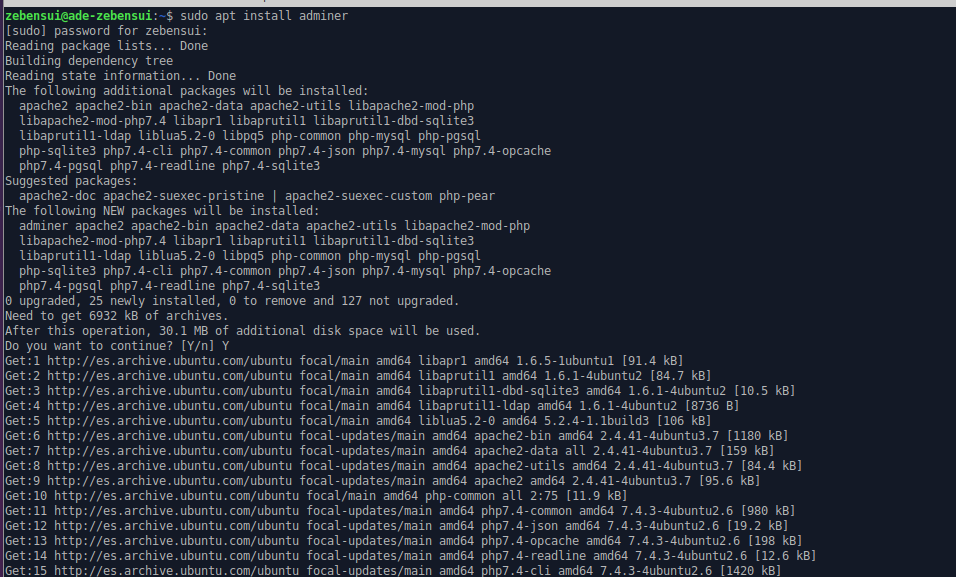 zebensui@ade-zebensui:~$ sudo apt install adminer
[sudo] password for zebensui:
Reading package lists... Done
Building dependency tree
Reading state information... Done
The following additional packages will be installed:
  apache2 apache2-bin apache2-data apache2-utils libapache2-mod-php
  libapache2-mod-php7.4 libapr1 libaprutil1 libaprutil1-dbd-sqlite3
  libaprutil1-ldap liblua5.2-0 libpq5 php-common php-mysql php-pgsql
  php-sqlite3 php7.4-cli php7.4-common php7.4-json php7.4-mysql php7.4-opcache
  php7.4-pgsql php7.4-readline php7.4-sqlite3
Suggested packages:
  apache2-doc apache2-suexec-pristine | apache2-suexec-custom php-pear
The following NEW packages will be installed:
  adminer apache2 apache2-bin apache2-data apache2-utils libapache2-mod-php
  libapache2-mod-php7.4 libapr1 libaprutil1 libaprutil1-dbd-sqlite3
  libaprutil1-ldap liblua5.2-0 libpq5 php-common php-mysql php-pgsql
  php-sqlite3 php7.4-cli php7.4-common php7.4-json php7.4-mysql php7.4-opcache
  php7.4-pgsql php7.4-readline php7.4-sqlite3
0 upgraded, 25 newly installed, 0 to remove and 127 not upgraded.
Need to get 6932 kB of archives.
After this operation, 30.1 MB of additional disk space will be used.
Do you want to continue? [Y/n] Y
Get:1 http://es.archive.ubuntu.com/ubuntu focal/main amd64 libapr1 amd64 1.6.5-1ubuntu1 [91.4 kB]
Get:2 http://es.archive.ubuntu.com/ubuntu focal/main amd64 libaprutil1 amd64 1.6.1-4ubuntu2 [84.7 kB]
Get:3 http://es.archive.ubuntu.com/ubuntu focal/main amd64 libaprutil1-dbd-sqlite3 amd64 1.6.1-4ubuntu2 [10.5 kB]
Get:4 http://es.archive.ubuntu.com/ubuntu focal/main amd64 libaprutil1-ldap amd64 1.6.1-4ubuntu2 [8736 B]
Get:5 http://es.archive.ubuntu.com/ubuntu focal/main amd64 liblua5.2-0 amd64 5.2.4-1.1build3 [106 kB]
Get:6 http://es.archive.ubuntu.com/ubuntu focal-updates/main amd64 apache2-bin amd64 2.4.41-4ubuntu3.7 [1180 kB]
Get:7 http://es.archive.ubuntu.com/ubuntu focal-updates/main amd64 apache2-data all 2.4.41-4ubuntu3.7 [159 kB]
Get:8 http://es.archive.ubuntu.com/ubuntu focal-updates/main amd64 apache2-utils amd64 2.4.41-4ubuntu3.7 [84.4 kB]
Get:9 http://es.archive.ubuntu.com/ubuntu focal-updates/main amd64 apache2 amd64 2.4.41-4ubuntu3.7 [95.6 kB]
Get:10 http://es.archive.ubuntu.com/ubuntu focal/main amd64 php-common all 2:75 [11.9 kB]
Get:11 http://es.archive.ubuntu.com/ubuntu focal-updates/main amd64 php7.4-common amd64 7.4.3-4ubuntu2.6 [980 kB]
Get:12 http://es.archive.ubuntu.com/ubuntu focal-updates/main amd64 php7.4-json amd64 7.4.3-4ubuntu2.6 [19.2 kB]
Get:13 http://es.archive.ubuntu.com/ubuntu focal-updates/main amd64 php7.4-opcache amd64 7.4.3-4ubuntu2.6 [198 kB]
Get:14 http://es.archive.ubuntu.com/ubuntu focal-updates/main amd64 php7.4-readline amd64 7.4.3-4ubuntu2.6 [12.6 kB]
Get:15 http://es.archive.ubuntu.com/ubuntu focal-updates/main amd64 php7.4-cli amd64 7.4.3-4ubuntu2.6 [1420 kB]